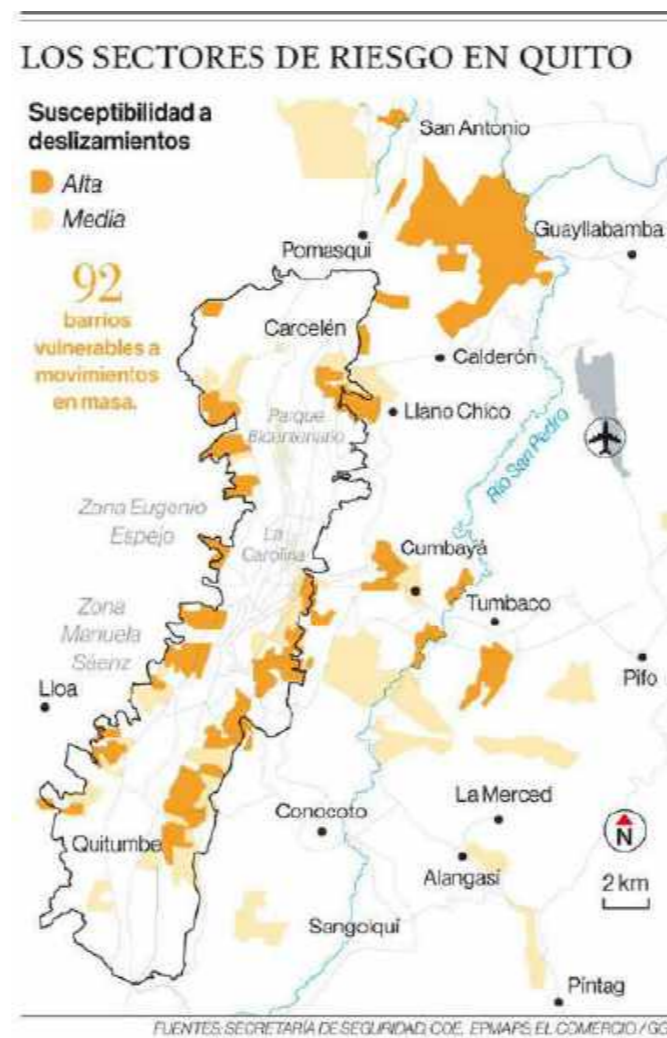 LOS SECTORES DE RIESGO EN QUITO
Susceptibilidad a
deslizamientos
Alta
Media
92
barrios
vulnerables a
movimientos
en masa.
San Antonio
Guayllabamba
Pomasqui
Carcelén
Calderón
Parque
Bicentenario
Llano Chico
Río San Pedro
Zona Eugenio
Espejo
La
Carolina
Cumbayá
Zona
Manuela
Sáenz
Tumbaco
Pifo
Lloa
La Merced
Conocoto
N
Quitumbe
Alangasí
2 km
Sangolquí
Píntag
FUENTES: SECRETARÍA DE SEGURIDAD, COE, EPMAPS, EL COMERCIO / GG